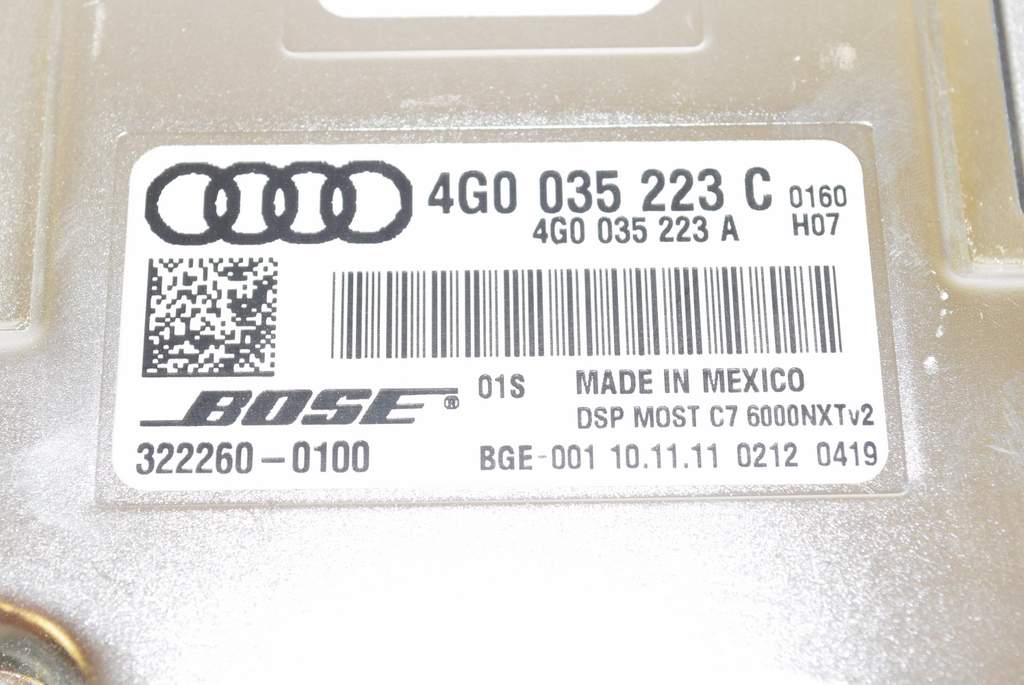 4G0 035 223 C 0160
4G0 035 223 A H07
BOSE® 01S MADE IN MEXICO
DSP MOST C7 6000NXTv2
322260-0100 BGE-001 10.11.11 0212 0419